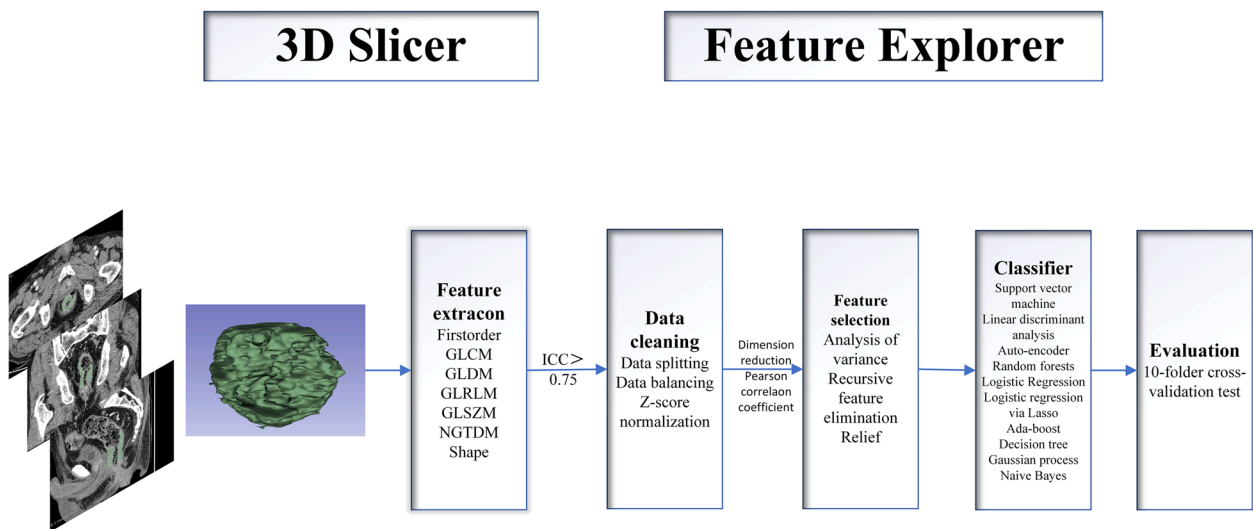 3D Slicer
Feature Explorer
Feature
extracon
Firstorder
GLCM
GLDM
GLRLM
GLSZM
NGTDM
Shape
ICC>
0.75
Data
cleaning
Data splitting
Data balancing
Z-score
normalization
Dimension
reduction
Pearson
correlaon
coefficient
Feature
selection
Analysis of
variance
Recursive
feature
elimination
Relief
Classifier
Support vector
machine
Linear discriminant
analysis
Auto-encoder
Random forests
Logistic Regression
Logistic regression
via Lasso
Ada-boost
Decision tree
Gaussian process
Naive Bayes
Evaluation
10-folder cross-
validation test